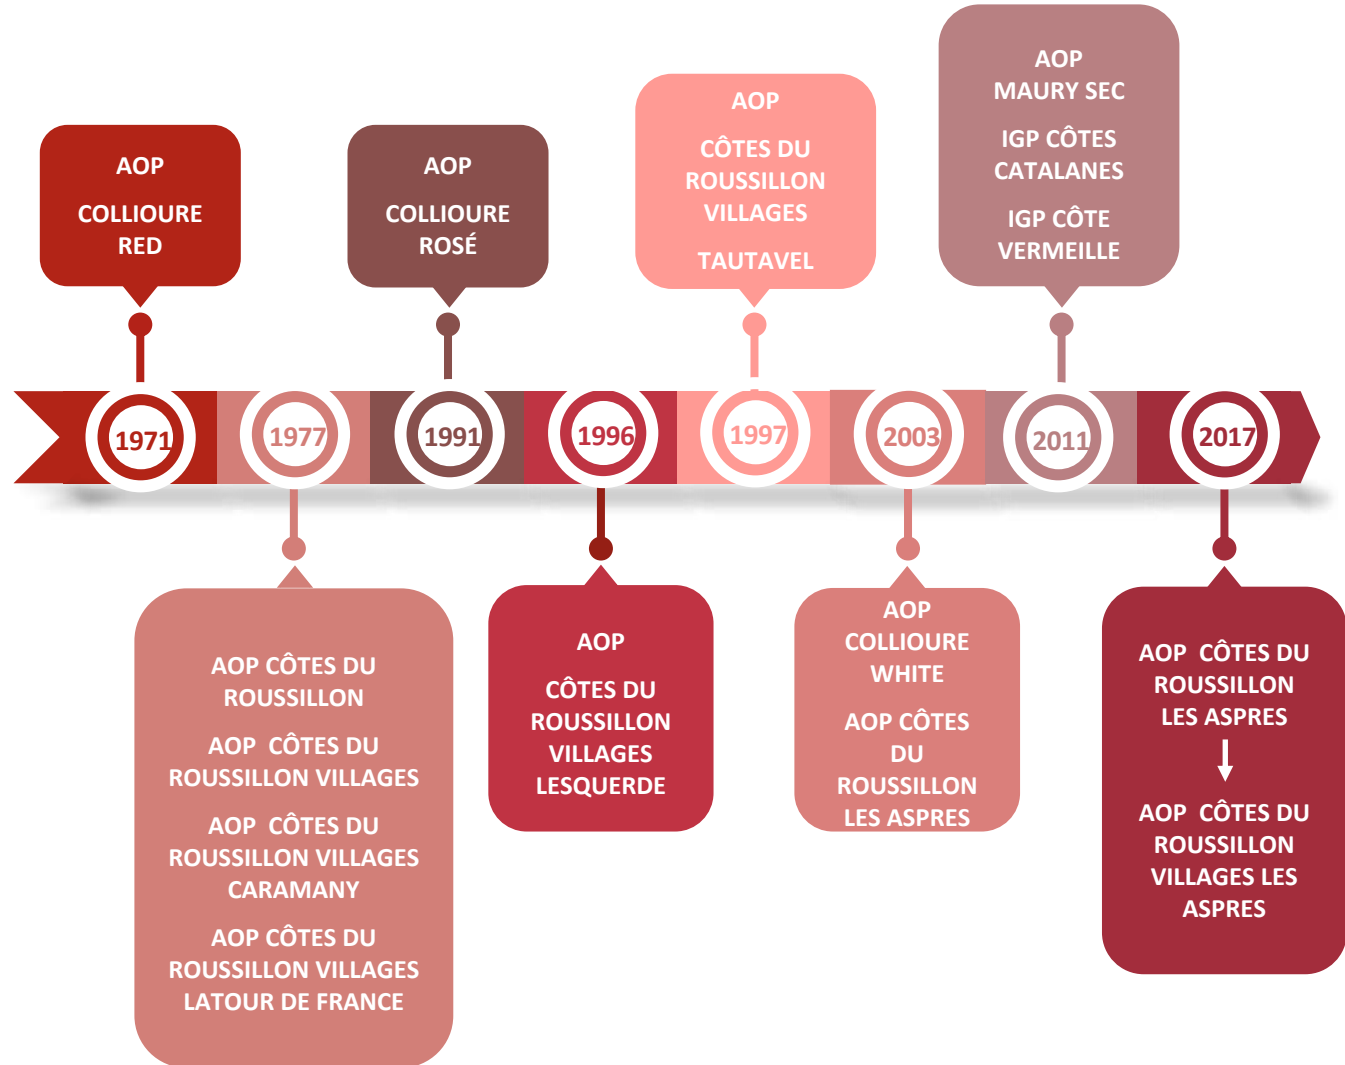 AOP
COLLIOURE
RED
AOP
COLLIOURE
ROSÉ
AOP
CÔTES DU
ROUSSILLON
VILLAGES
TAUTAVEL
AOP
MAURY SEC
IGP CÔTES
CATALANES
IGP CÔTE
VERMEILLE
1971
1977
1991
1996
1997
2003
2011
2017
AOP CÔTES DU
ROUSSILLON
AOP CÔTES DU
ROUSSILLON VILLAGES
AOP CÔTES DU
ROUSSILLON VILLAGES
CARAMANY
AOP CÔTES DU
ROUSSILLON VILLAGES
LATOUR DE FRANCE
AOP
CÔTES DU
ROUSSILLON
VILLAGES
LESQUERDE
AOP
COLLIOURE
WHITE
AOP CÔTES
DU
ROUSSILLON
LES ASPRES
AOP CÔTES DU
ROUSSILLON
LES ASPRES
AOP CÔTES DU
ROUSSILLON
VILLAGES LES
ASPRES